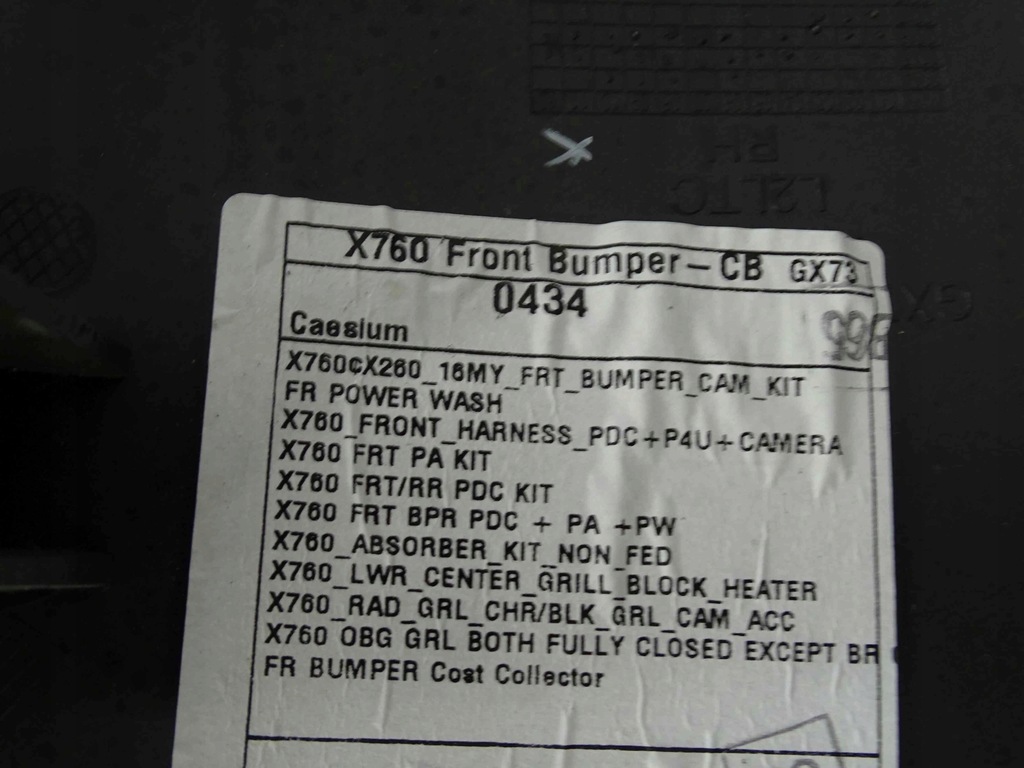 RH
L2LTC
X760 Front Bumper-CB GX73
0434
Caesium
X760¢X260_16MY_FRT_BUMPER_CAM_KIT
FR POWER WASH
X760_FRONT_HARNESS_PDC+P4U+CAMERA
X760 FRT PA KIT
X760 FRT/RR PDC KIT
X760 FRT BPR PDC + PA +PW
X760_ABSORBER_KIT_NON_FED
X760_LWR_CENTER_GRILL_BLOCK_HEATER
X760_RAD_GRL_CHR/BLK_GRL_CAM_ACC
X760 OBG GRL BOTH FULLY CLOSED EXCEPT BR
FR BUMPER Cost Collector